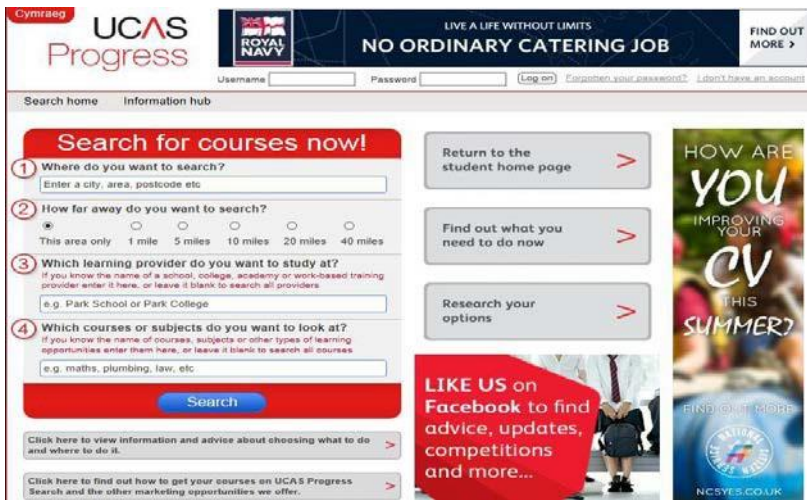 Cymraeg
UCAS
Progress
ROYAL
NAVY
LIVE A LIFE WITHOUT LIMITS
NO ORDINARY CATERING JOB
FIND OUT
MORE >
Username
Password
Log on
Forgotten your password?
I don't have an account
Search home
Information hub
Search for courses now!
1 Where do you want to search?
Enter a city, area, postcode etc
2 How far away do you want to search?
This area only 1 mile 5 miles 10 miles 20 miles 40 miles
3 Which learning provider do you want to study at?
If you know the name of a school, college, academy or work-based training
provider enter it here, or leave it blank to search all providers
e.g. Park School or Park College
4 Which courses or subjects do you want to look at?
If you know the name of courses, subjects or other types of learning
opportunities enter them here, or leave it blank to search all courses
e.g. maths, plumbing, law, etc
Search
Click here to view information and advice about choosing what to do
and where to do it. >
Click here to find out how to get your courses on UCAS Progress
Search and the other marketing opportunities we offer. >
Return to the
student home page >
Find out what you
need to do now >
Research your
options >
LIKE US on
Facebook to find
advice, updates,
competitions
and more...
HOW ARE
YOU
IMPROVING
YOUR
CV
THIS
SUMMER?
FIND OUT MORE
NATIONAL
CITIZEN SERVICE
NCSYES.CO.UK